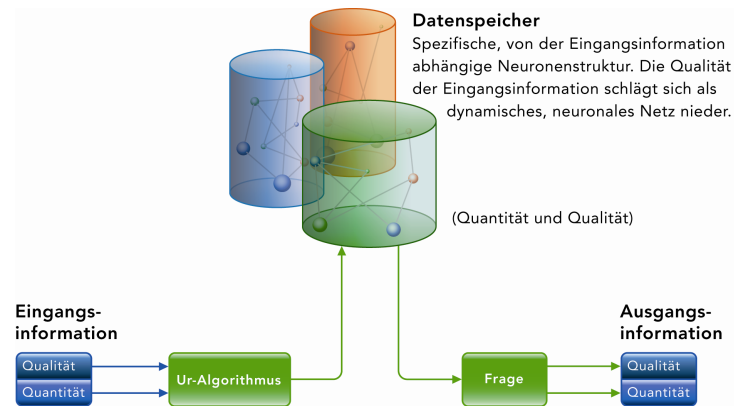 Datenspeicher
Spezifische, von der Eingangsinformation
abhängige Neuronenstruktur. Die Qualität
der Eingangsinformation schlägt sich als
dynamisches, neuronales Netz nieder.
(Quantität und Qualität)
Eingangs-
information
Qualität
Quantität
Ur-Algorithmus
Frage
Ausgangs-
information
Qualität
Quantität